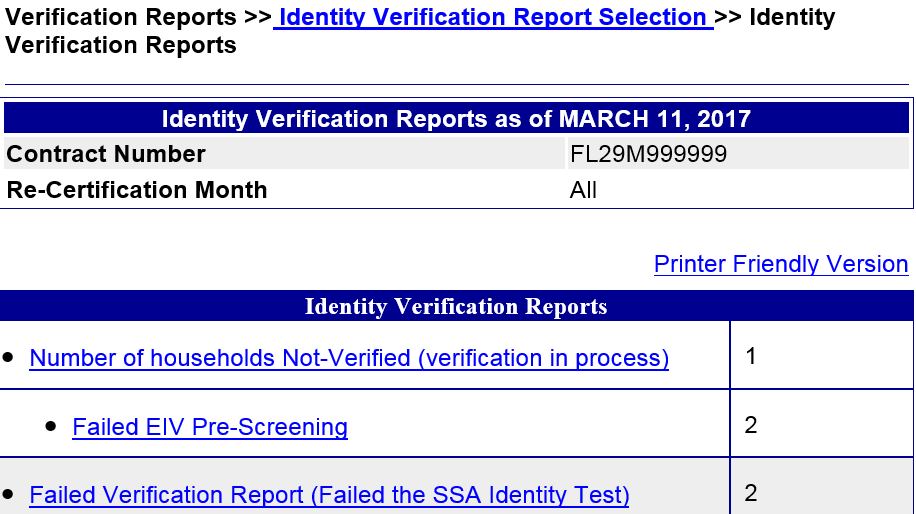 Verification Reports >> Identity Verification Report Selection >> Identity
Verification Reports
Identity Verification Reports as of MARCH 11, 2017
Contract Number FL29M999999
Re-Certification Month All
Printer Friendly Version
Identity Verification Reports
• Number of households Not-Verified (verification in process) 1
• Failed EIV Pre-Screening 2
• Failed Verification Report (Failed the SSA Identity Test) 2